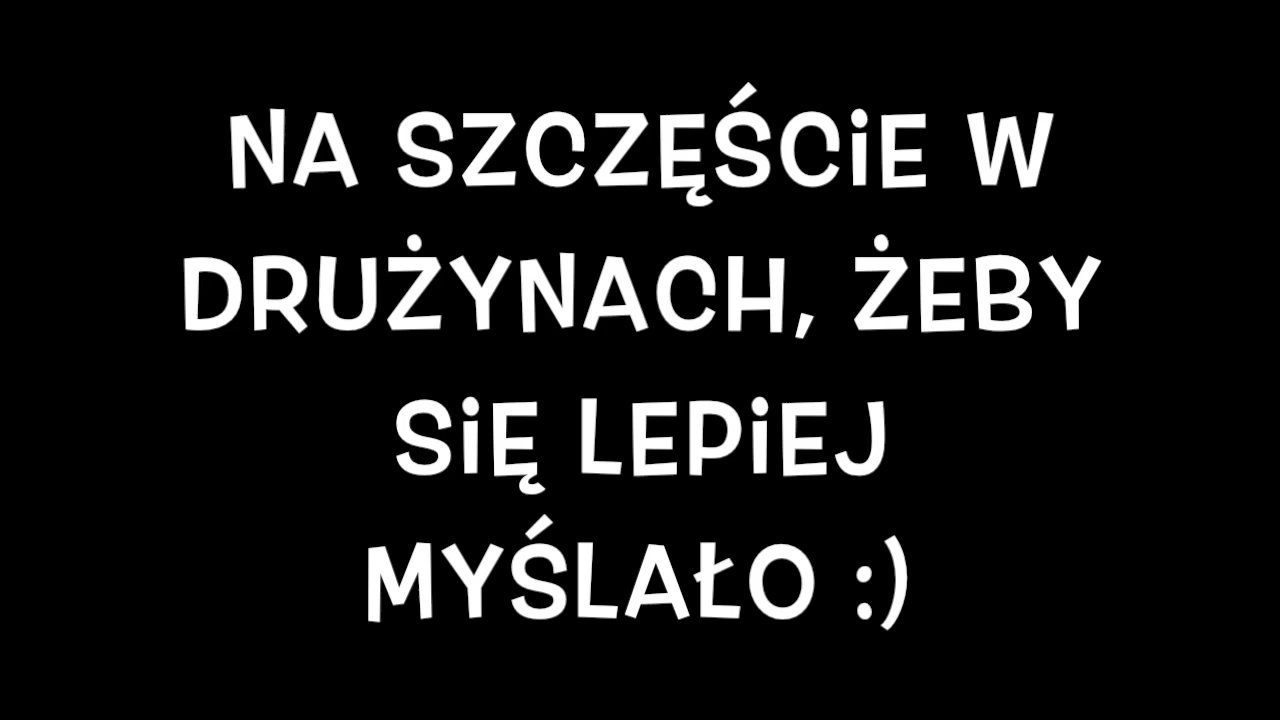 NA SZCZĘŚCIE W
DRUŻYNACH, ŻEBY
SIĘ LEPIEJ
MYŚLAŁO :)